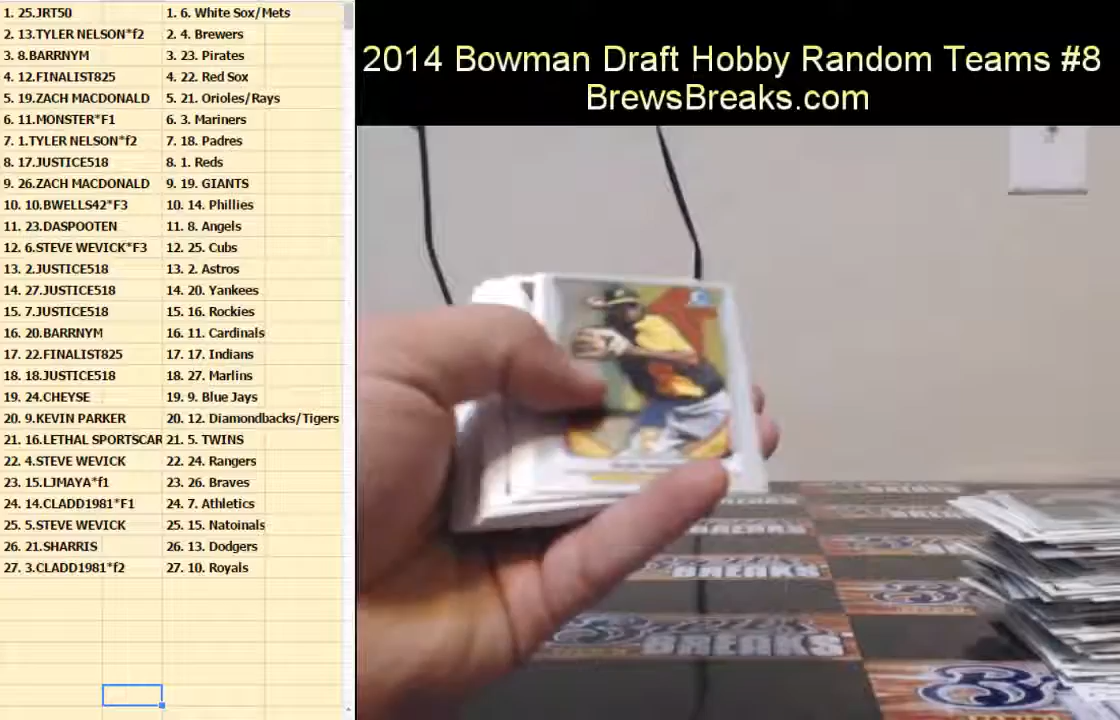 1. 25.JRT50 1. 6. White Sox/Mets
2. 13.TYLER NELSON*f2 2. 4. Brewers
3. 8.BARRNYM 3. 23. Pirates
4. 12.FINALIST825 4. 22. Red Sox
5. 19.ZACH MACDONALD 5. 21. Orioles/Rays
6. 11.MONSTER*F1 6. 3. Mariners
7. 1.TYLER NELSON*f2 7. 18. Padres
8. 17.JUSTICE518 8. 1. Reds
9. 26.ZACH MACDONALD 9. 19. GIANTS
10. 10.BWELLS42*F3 10. 14. Phillies
11. 23.DASPOOTEN 11. 8. Angels
12. 6.STEVE WEVICK*F3 12. 25. Cubs
13. 2.JUSTICE518 13. 2. Astros
14. 27.JUSTICE518 14. 20. Yankees
15. 7.JUSTICE518 15. 16. Rockies
16. 20.BARRNYM 16. 11. Cardinals
17. 22.FINALIST825 17. 17. Indians
18. 18.JUSTICE518 18. 27. Marlins
19. 24.CHEYSE 19. 9. Blue Jays
20. 9.KEVIN PARKER 20. 12. Diamondbacks/Tigers
21. 16.LETHAL SPORTSCAR 21. 5. TWINS
22. 4.STEVE WEVICK 22. 24. Rangers
23. 15.LJMAYA*f1 23. 26. Braves
24. 14.CLADD1981*F1 24. 7. Athletics
25. 5.STEVE WEVICK 25. 15. Natoinals
26. 21.SHARRIS 26. 13. Dodgers
27. 3.CLADD1981*f2 27. 10. Royals
2014 Bowman Draft Hobby Random Teams #8
BrewsBreaks.com
BREAKS
BREAKS